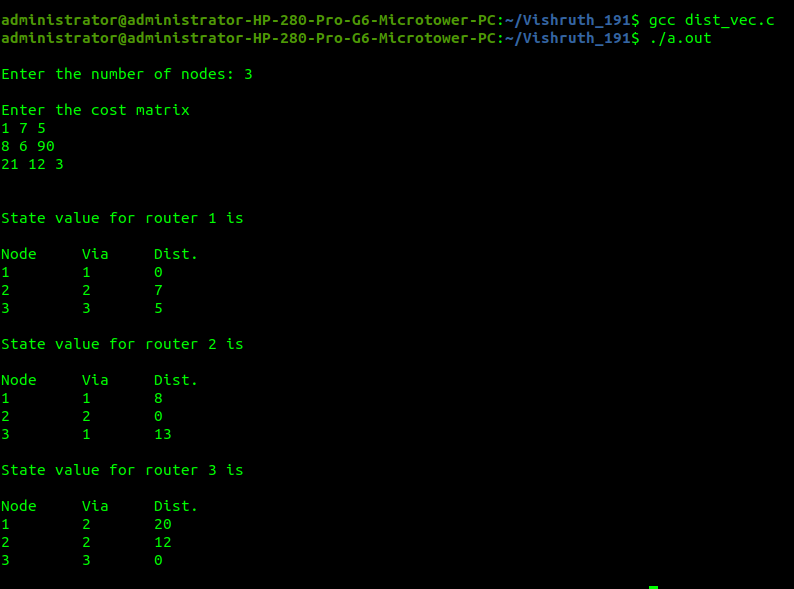 administrator@administrator-HP-280-Pro-G6-Microtower-PC:~/Vishruth_191$ gcc dist_vec.c
administrator@administrator-HP-280-Pro-G6-Microtower-PC:~/Vishruth_191$ ./a.out
Enter the number of nodes: 3
Enter the cost matrix
1 7 5
8 6 90
21 12 3
State value for router 1 is
Node Via Dist.
1 1 0
2 2 7
3 3 5
State value for router 2 is
Node Via Dist.
1 1 8
2 2 0
3 1 13
State value for router 3 is
Node Via Dist.
1 2 20
2 2 12
3 3 0